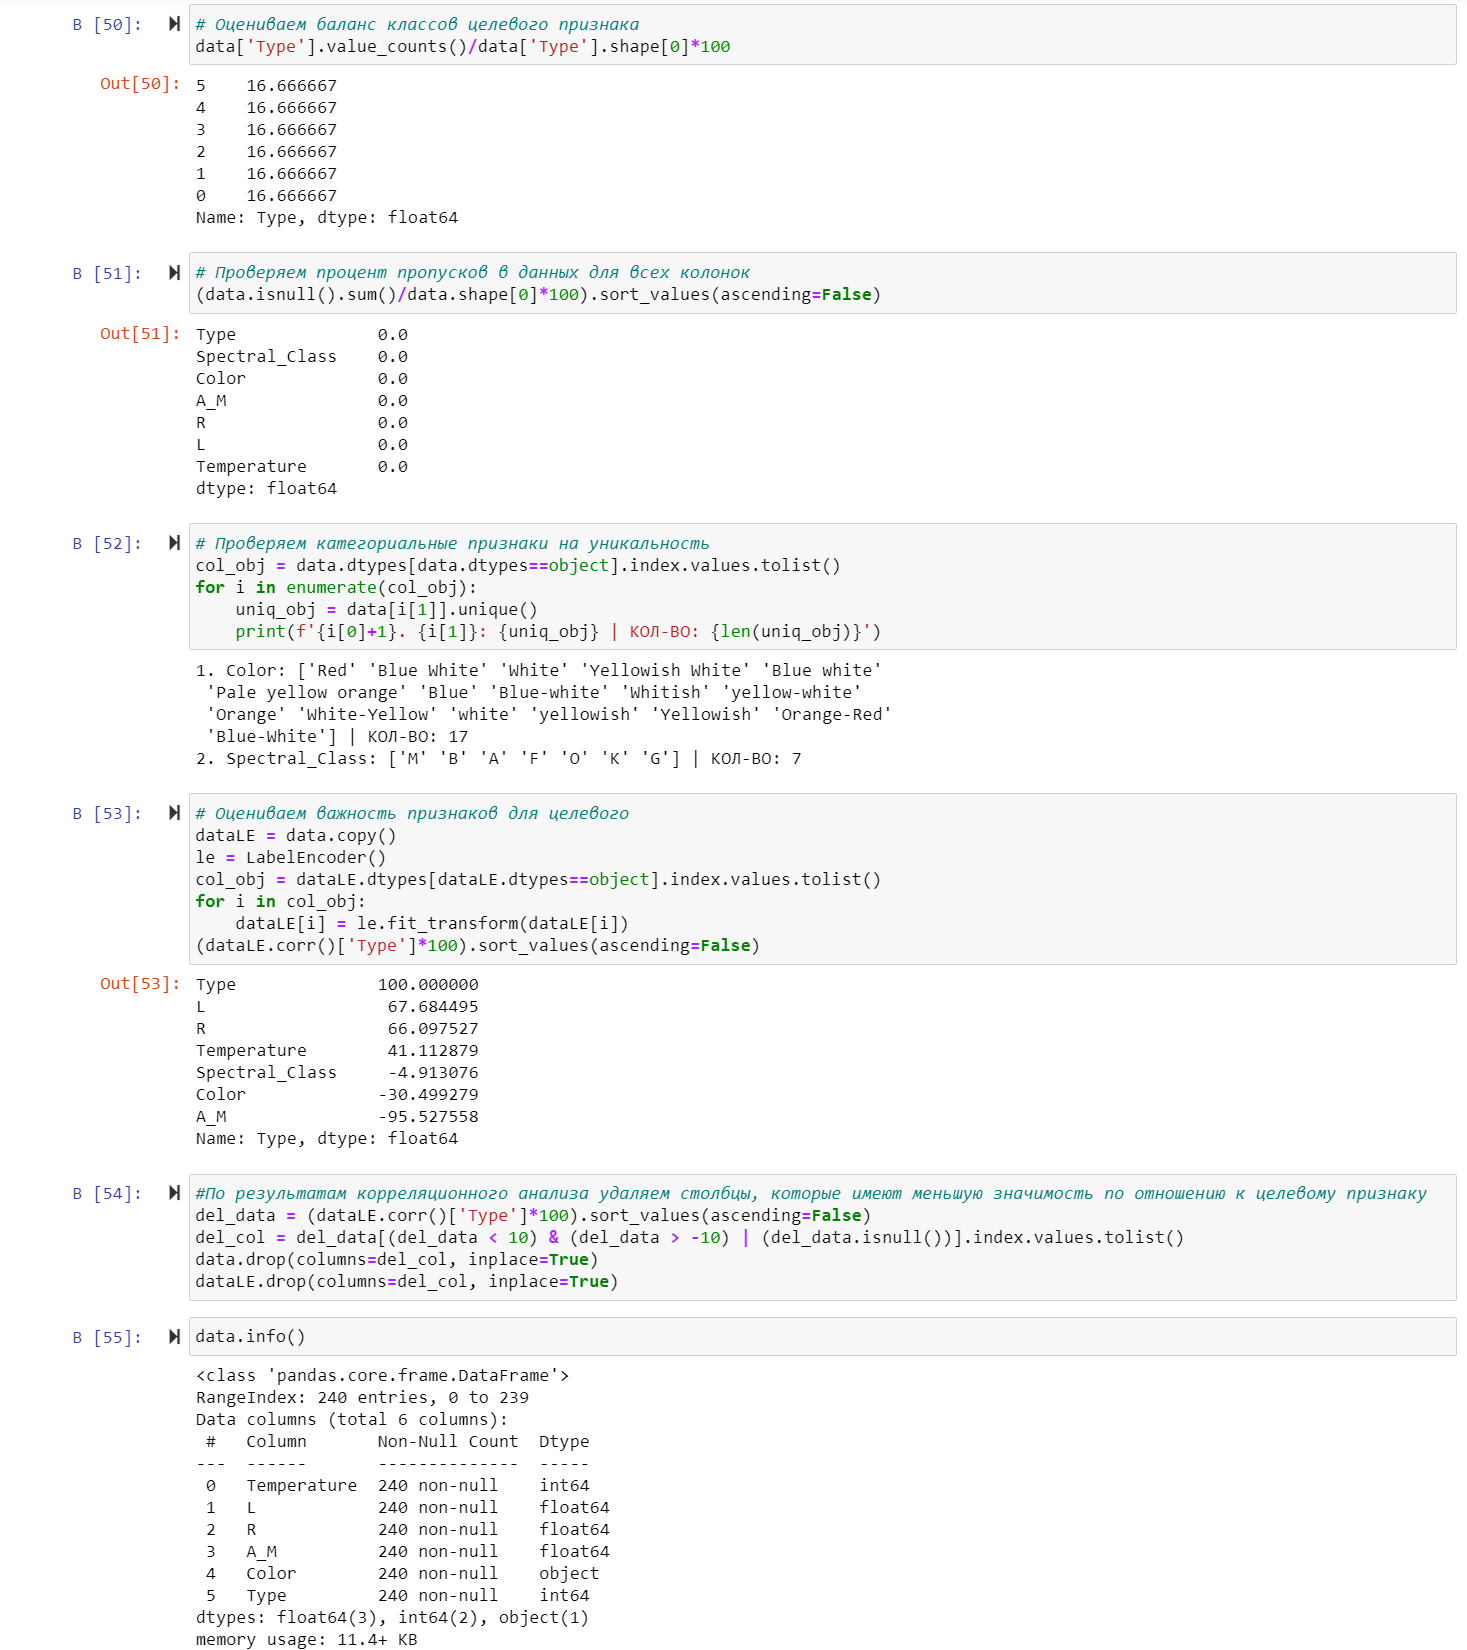 В [50]:
# Оцениваем баланс классов целевого признака
data['Type'].value_counts()/data['Type'].shape[0]*100
Out[50]:
5    16.666667
4    16.666667
3    16.666667
2    16.666667
1    16.666667
0    16.666667
Name: Type, dtype: float64
В [51]:
# Проверяем процент пропусков в данных для всех колонок
(data.isnull().sum()/data.shape[0]*100).sort_values(ascending=False)
Out[51]:
Type              0.0
Spectral_Class    0.0
Color             0.0
A_M               0.0
R                 0.0
L                 0.0
Temperature       0.0
dtype: float64
В [52]:
# Проверяем категориальные признаки на уникальность
col_obj = data.dtypes[data.dtypes==object].index.values.tolist()
for i in enumerate(col_obj):
    uniq_obj = data[i[1]].unique()
    print(f'{i[0]+1}. {i[1]}: {uniq_obj} | КОЛ-ВО: {len(uniq_obj)}')
1. Color: ['Red' 'Blue White' 'White' 'Yellowish White' 'Blue white'
 'Pale yellow orange' 'Blue' 'Blue-white' 'Whitish' 'yellow-white'
 'Orange' 'White-Yellow' 'white' 'yellowish' 'Yellowish' 'Orange-Red'
 'Blue-White'] | КОЛ-ВО: 17
2. Spectral_Class: ['M' 'B' 'A' 'F' 'O' 'K' 'G'] | КОЛ-ВО: 7
В [53]:
# Оцениваем важность признаков для целевого
dataLE = data.copy()
le = LabelEncoder()
col_obj = dataLE.dtypes[dataLE.dtypes==object].index.values.tolist()
for i in col_obj:
    dataLE[i] = le.fit_transform(dataLE[i])
(dataLE.corr()['Type']*100).sort_values(ascending=False)
Out[53]:
Type              100.000000
L                  67.684495
R                  66.097527
Temperature        41.112879
Spectral_Class     -4.913076
Color             -30.499279
A_M               -95.527558
Name: Type, dtype: float64
В [54]:
#По результатам корреляционного анализа удаляем столбцы, которые имеют меньшую значимость по отношению к целевому признаку
del_data = (dataLE.corr()['Type']*100).sort_values(ascending=False)
del_col = del_data[(del_data < 10) & (del_data > -10) | (del_data.isnull())].index.values.tolist()
data.drop(columns=del_col, inplace=True)
dataLE.drop(columns=del_col, inplace=True)
В [55]:
data.info()
<class 'pandas.core.frame.DataFrame'>
RangeIndex: 240 entries, 0 to 239
Data columns (total 6 columns):
 #   Column       Non-Null Count  Dtype
---  ------       --------------  -----
 0   Temperature  240 non-null    int64
 1   L            240 non-null    float64
 2   R            240 non-null    float64
 3   A_M          240 non-null    float64
 4   Color        240 non-null    object
 5   Type         240 non-null    int64
dtypes: float64(3), int64(2), object(1)
memory usage: 11.4+ KB